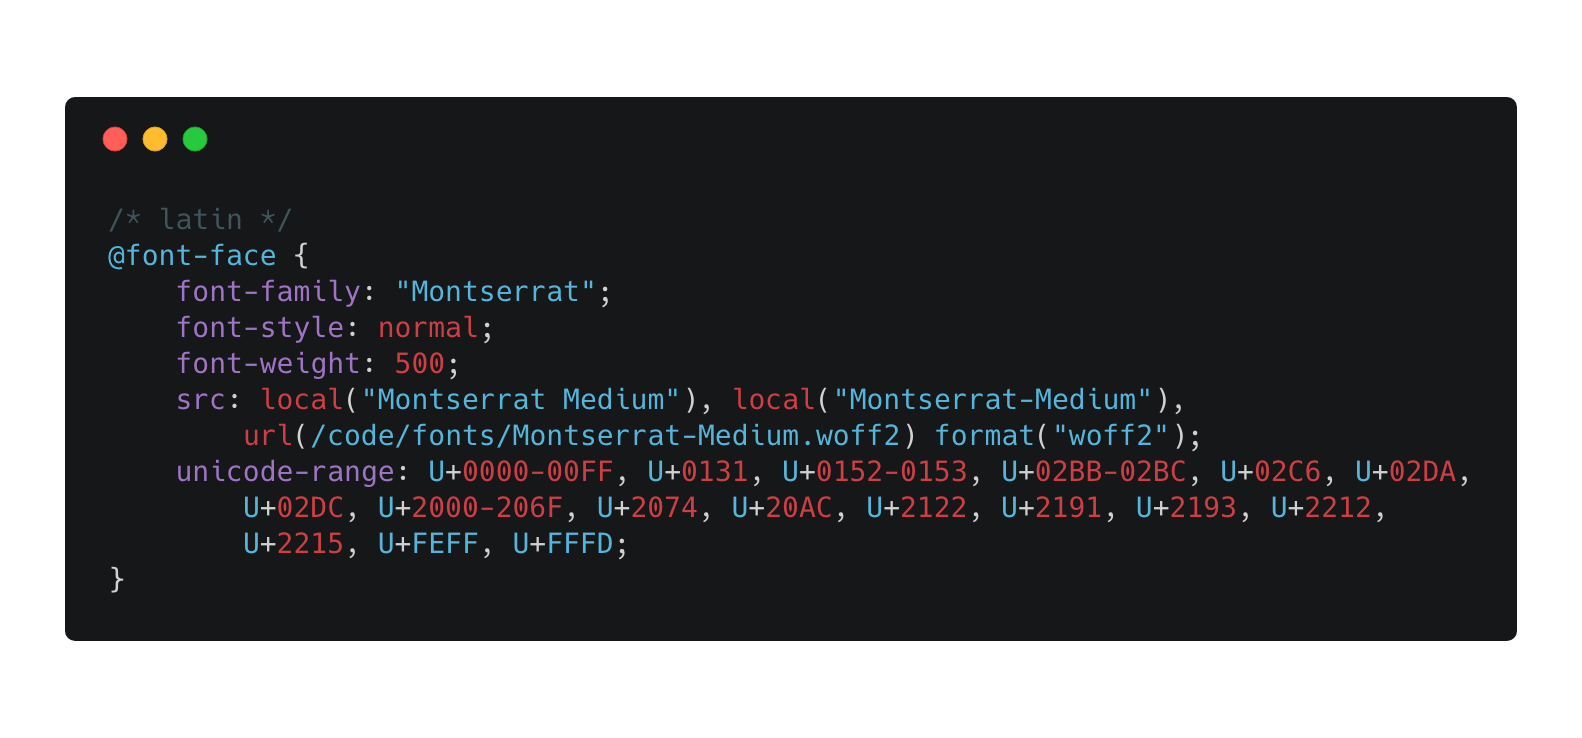 /* latin */
@font-face {
    font-family: "Montserrat";
    font-style: normal;
    font-weight: 500;
    src: local("Montserrat Medium"), local("Montserrat-Medium"),
        url(/code/fonts/Montserrat-Medium.woff2) format("woff2");
    unicode-range: U+0000-00FF, U+0131, U+0152-0153, U+02BB-02BC, U+02C6, U+02DA,
        U+02DC, U+2000-206F, U+2074, U+20AC, U+2122, U+2191, U+2193, U+2212,
        U+2215, U+FEFF, U+FFFD;
}